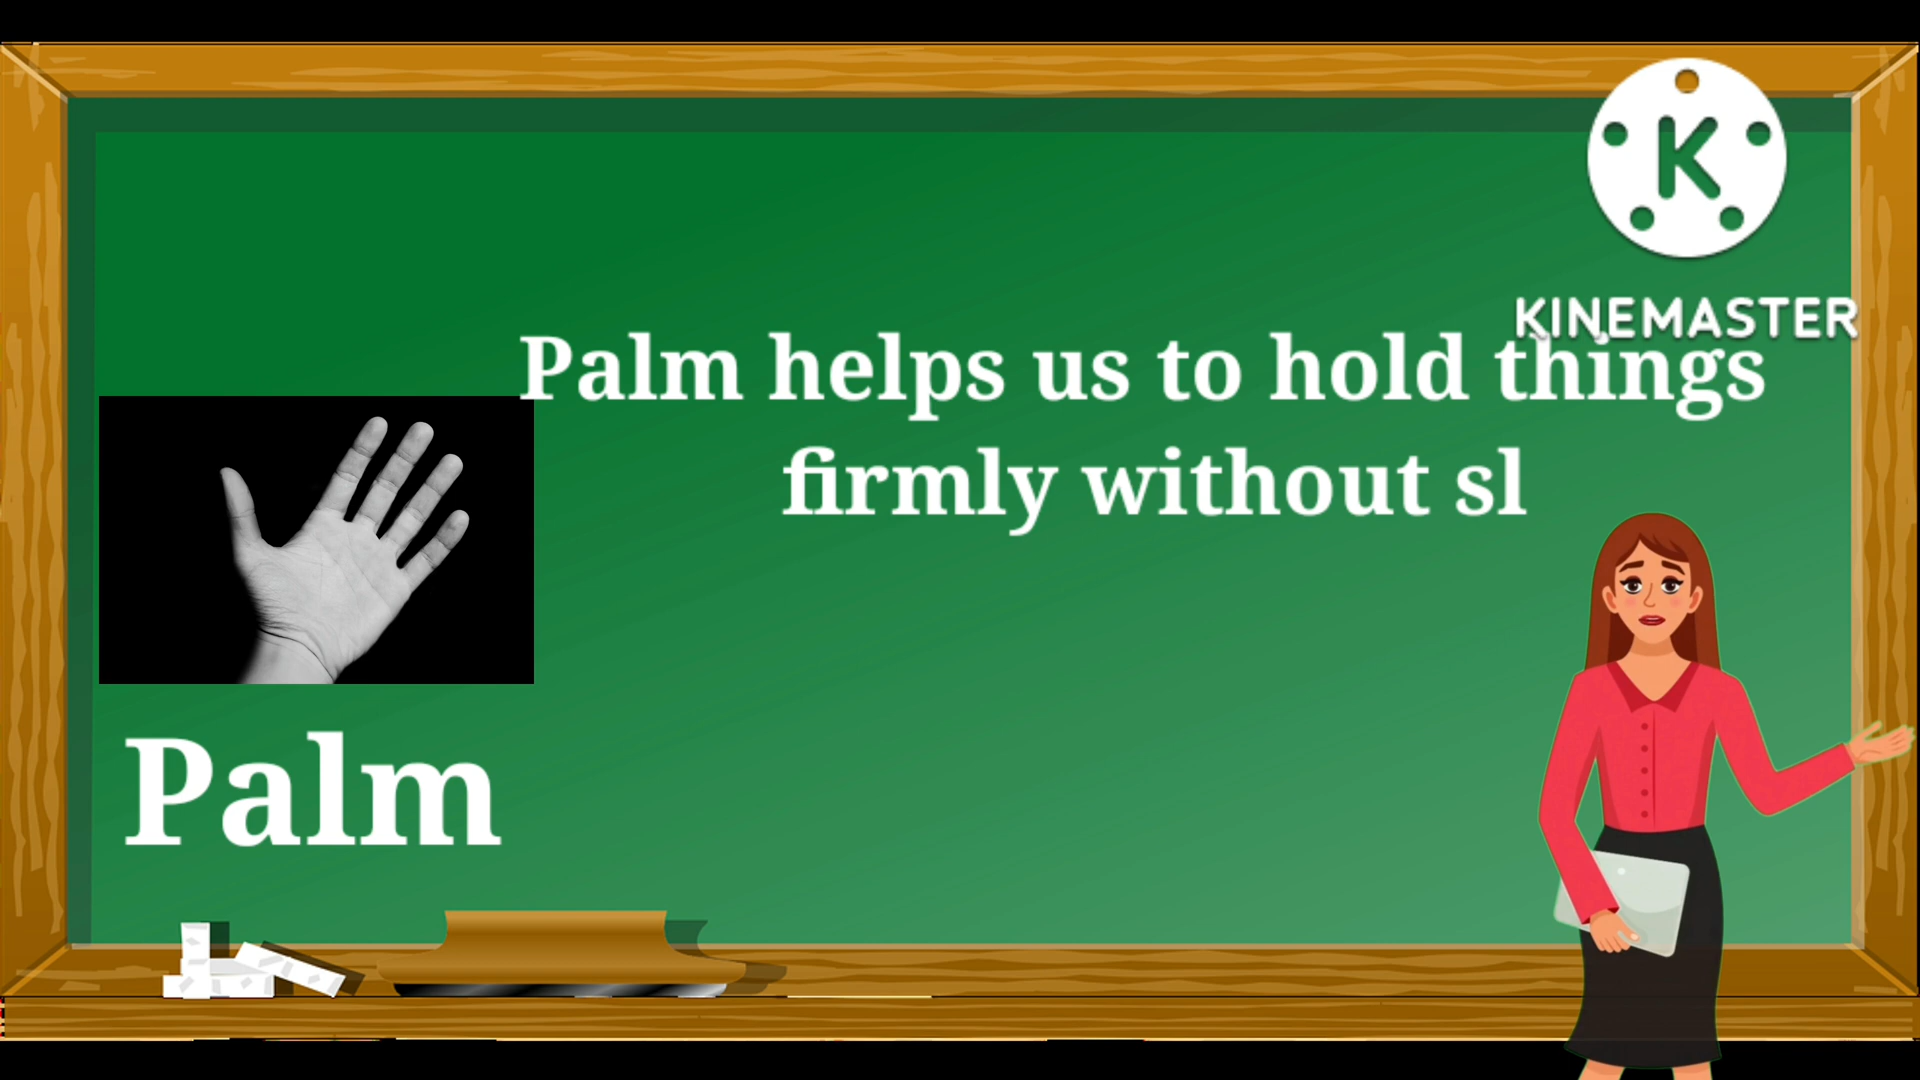 K
KINEMASTER
Palm helps us to hold things
firmly without sl
Palm